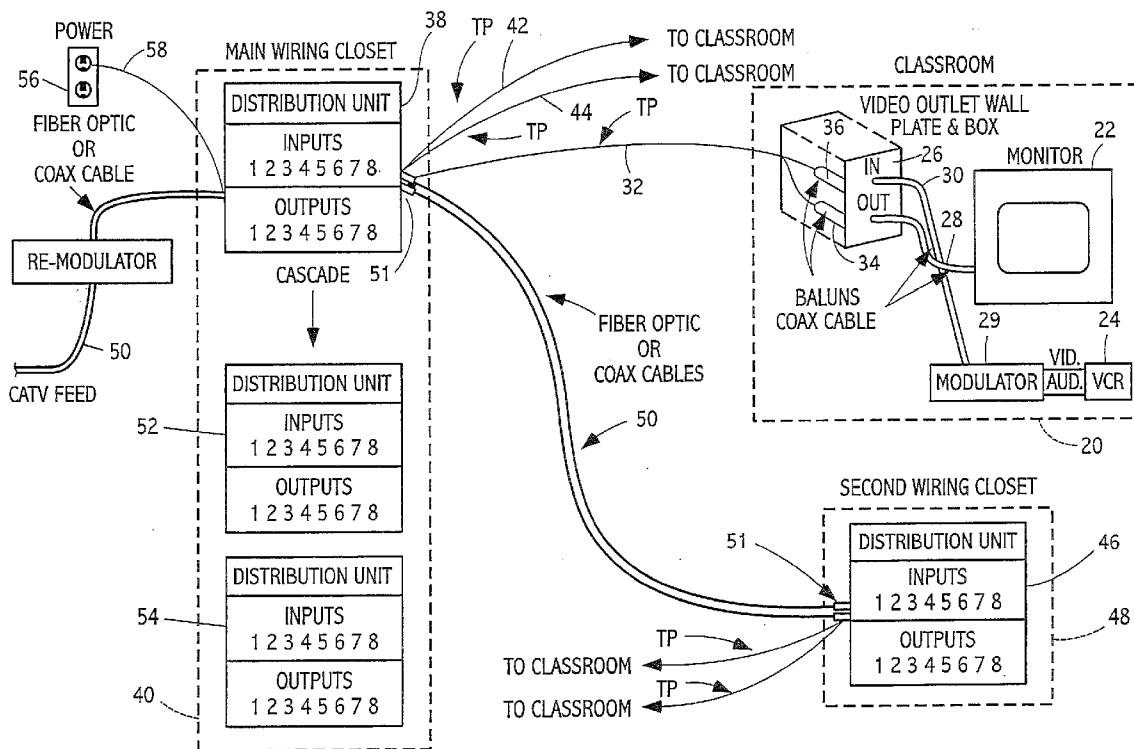 POWER
58
56
FIBER OPTIC
OR
COAX CABLE
RE-MODULATOR
50
CATV FEED
MAIN WIRING CLOSET
38
DISTRIBUTION UNIT
INPUTS
1 2 3 4 5 6 7 8
OUTPUTS
1 2 3 4 5 6 7 8
CASCADE
51
52
DISTRIBUTION UNIT
INPUTS
1 2 3 4 5 6 7 8
OUTPUTS
1 2 3 4 5 6 7 8
54
DISTRIBUTION UNIT
INPUTS
1 2 3 4 5 6 7 8
OUTPUTS
1 2 3 4 5 6 7 8
40
TP
42
TO CLASSROOM
TO CLASSROOM
TP
44
TP
32
FIBER OPTIC
OR
COAX CABLES
50
CLASSROOM
VIDEO OUTLET WALL
PLATE & BOX
36
26
IN
OUT
34
30
28
MONITOR
22
BALUNS
COAX CABLE
29
24
MODULATOR
VID.
AUD.
VCR
20
SECOND WIRING CLOSET
51
DISTRIBUTION UNIT
INPUTS
1 2 3 4 5 6 7 8
OUTPUTS
1 2 3 4 5 6 7 8
46
48
TP
TO CLASSROOM
TP
TO CLASSROOM